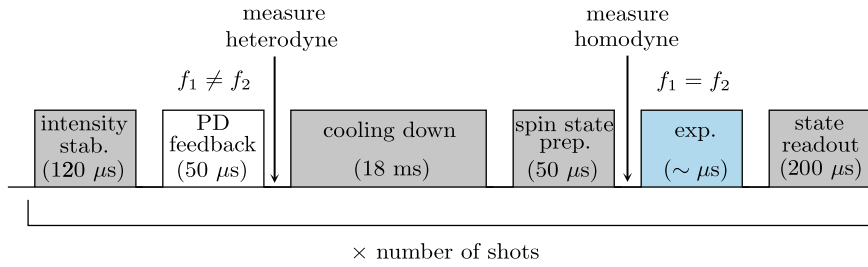 measure
heterodyne
measure
homodyne
f₁ ≠ f₂
f₁ = f₂
intensity
stab.
(120 μs)
PD
feedback
(50 μs)
cooling down
(18 ms)
spin state
prep.
(50 μs)
exp.
(∼ μs)
state
readout
(200 μs)
× number of shots